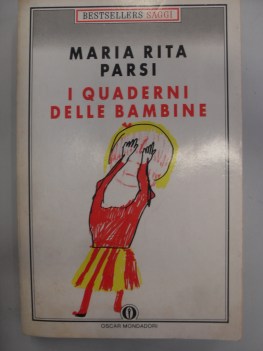 BESTSELLERS SAGGI
MARIA RITA
PARSI
I QUADERNI
DELLE BAMBINE
OSCAR MONDADORI